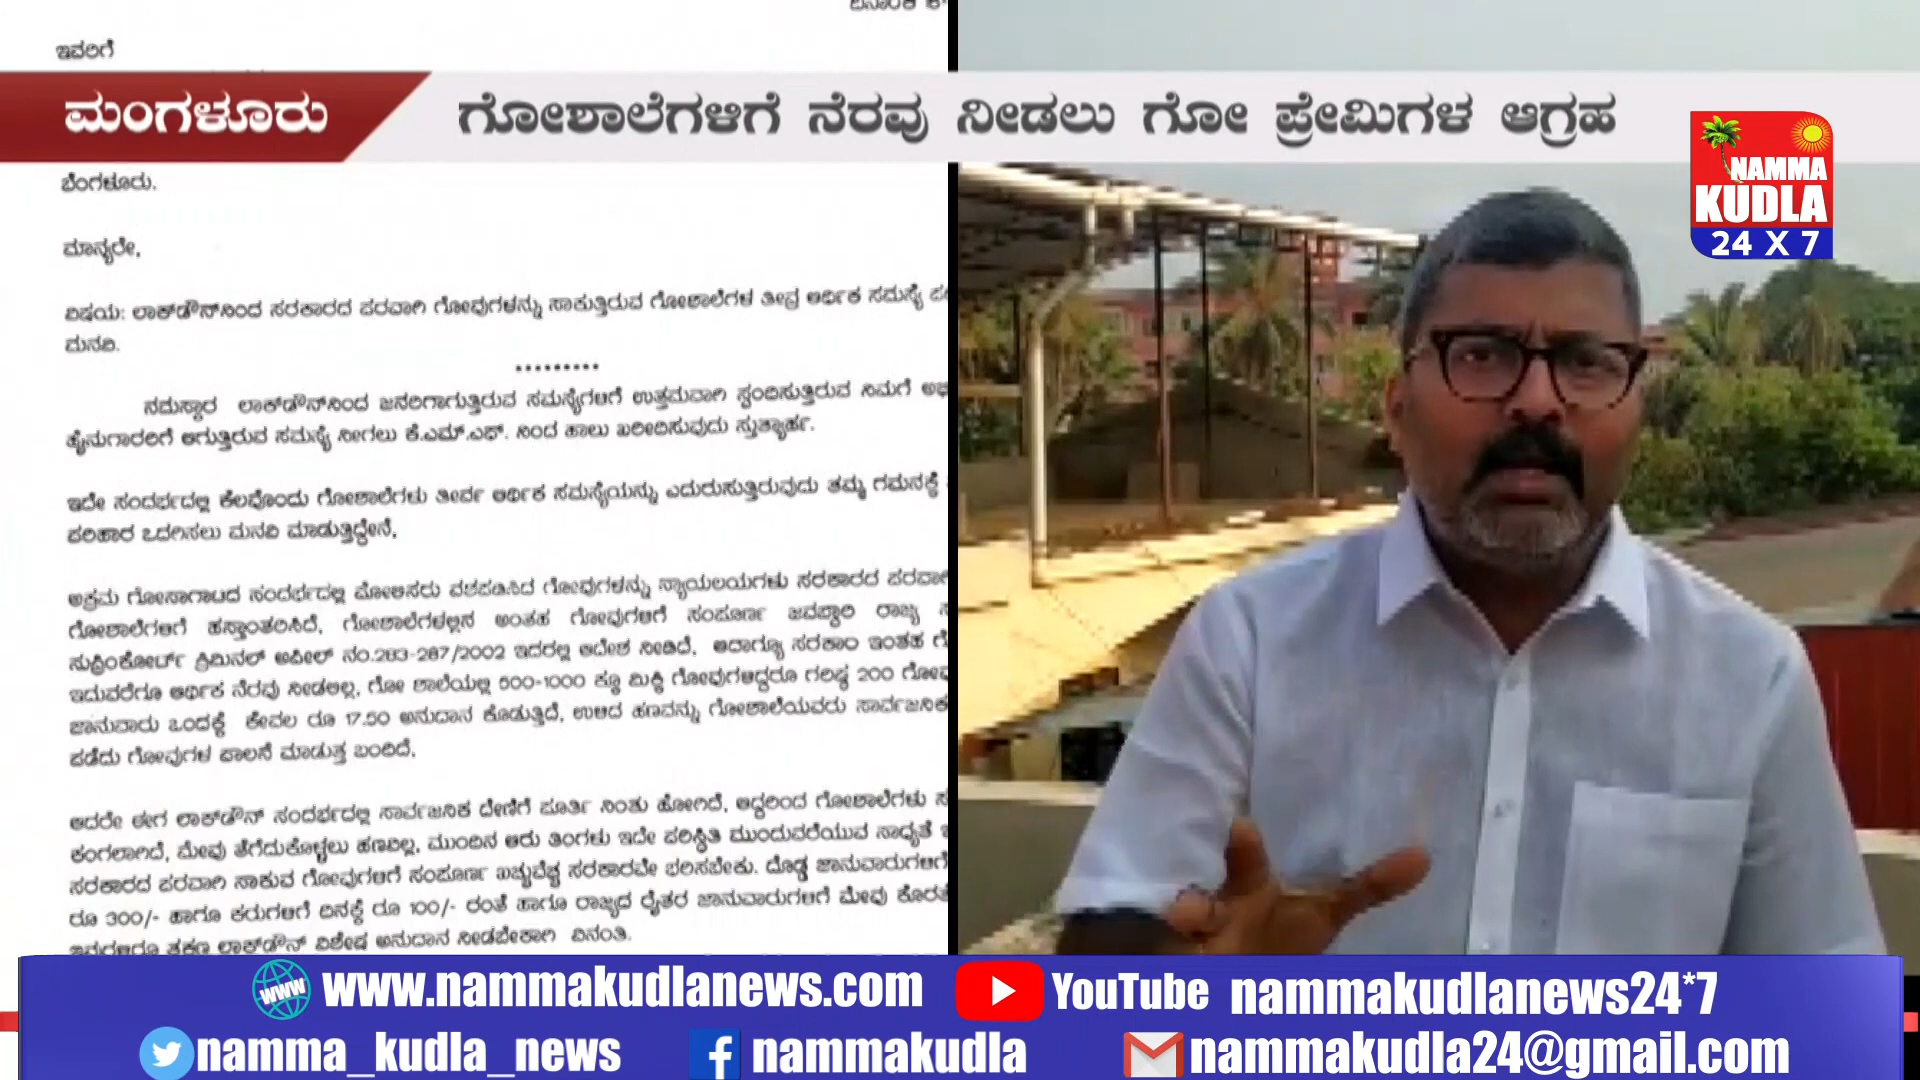 ಇವರಿಗೆ
ಮಂಗಳೂರು
ಗೋಶಾಲೆಗಳಿಗೆ ನೆರವು ನೀಡಲು ಗೋ ಪ್ರೇಮಿಗಳ ಆಗ್ರಹ
NAMMA
KUDLA
24 X 7
ಬೆಂಗಳೂರು.
ಮಾನ್ಯರೇ,
ವಿಷಯ: ಲಾಕ್‌ಡೌನ್‌ನಿಂದ ಸರಕಾರದ ಪರವಾಗಿ ಗೋವುಗಳನ್ನು ಸಾಕುತ್ತಿರುವ ಗೋಶಾಲೆಗಳ ತೀವ್ರ ಆರ್ಥಿಕ ಸಮಸ್ಯೆ
ಮನವಿ.
*********
ನಮಸ್ಕಾರ ಲಾಕ್‌ಡೌನ್‌ನಿಂದ ಜನರಿಗಾಗುತ್ತಿರುವ ಸಮಸ್ಯೆಗಳಿಗೆ ಉತ್ತಮವಾಗಿ ಸ್ಪಂದಿಸುತ್ತಿರುವ ನಿಮಗೆ
ಹೈನುಗಾರರಿಗೆ ಆಗುತ್ತಿರುವ ಸಮಸ್ಯೆ ನೀಗಲು ಕೆ.ಎಮ್.ಎಫ್. ನಿಂದ ಹಾಲು ಖರೀದಿಸುವುದು ಸ್ತುತ್ಯಾರ್ಹ.
ಇದೇ ಸಂದರ್ಭದಲ್ಲಿ ಕೆಲವೊಂದು ಗೋಶಾಲೆಗಳು ತೀರ್ವ ಆರ್ಥಿಕ ಸಮಸ್ಯೆಯನ್ನು ಎದುರುಸುತ್ತಿರುವುದು ತಮ್ಮ ಗಮನಕ್ಕೆ
ಪರಿಹಾರ ಒದಗಿಸಲು ಮನವಿ ಮಾಡುತ್ತಿದ್ದೇನೆ,
ಅಕ್ರಮ ಗೋಸಾಗಾಟದ ಸಂದರ್ಭದಲ್ಲಿ ಪೋಲಿಸರು ವಶಪಡಿಸಿದ ಗೋವುಗಳನ್ನು ನ್ಯಾಯಲಯಗಳು ಸರಕಾರದ ಪರವಾಗಿ
ಗೋಶಾಲೆಗಳಿಗೆ ಹಸ್ತಾಂತರಿಸಿದೆ, ಗೋಶಾಲೆಗಳಲ್ಲಿನ ಅಂತಹ ಗೋವುಗಳಿಗೆ ಸಂಪೂರ್ಣ ಜವಬ್ದಾರಿ ರಾಜ್ಯ
ಸುಪ್ರಿಂಕೋರ್ಟ್ ಕ್ರಿಮಿನಲ್ ಅಪೀಲ್ ನಂ.283-287/2002 ಇದರಲ್ಲಿ ಆದೇಶ ನೀಡಿದೆ, ಆದಾಗ್ಯೂ ಸರಕಾಂ ಇಂತಹ
ಇದುವರೆಗೂ ಆರ್ಥಿಕ ನೆರವು ನೀಡಲಿಲ್ಲ, ಗೋ ಶಾಲೆಯಲ್ಲಿ 500-1000 ಕ್ಕೂ ಮಿಕ್ಕಿ ಗೋವುಗಳಿದ್ದರೂ ಗರಿಷ್ಠ 200
ಜಾನುವಾರು ಒಂದಕ್ಕೆ ಕೇವಲ ರೂ 17.50 ಅನುದಾನ ಕೊಡುತ್ತಿದೆ, ಉಳಿದ ಹಣವನ್ನು ಗೋಶಾಲೆಯವರು ಸಾರ್ವಜನಿಕ
ಪಡೆದು ಗೋವುಗಳ ಪಾಲನೆ ಮಾಡುತ್ತ ಬಂದಿದೆ,
ಆದರೇ ಈಗ ಲಾಕ್‌ಡೌನ್ ಸಂದರ್ಭದಲ್ಲಿ ಸಾರ್ವಜನಿಕ ದೇಣಿಗೆ ಪೂರ್ತಿ ನಿಂತು ಹೋಗಿದೆ, ಆದ್ದರಿಂದ ಗೋಶಾಲೆಗಳು
ಕಂಗಲಾಗಿದೆ, ಮೇವು ತೆಗೆದುಕೊಳ್ಳಲು ಹಣವಿಲ್ಲ, ಮುಂದಿನ ಆರು ತಿಂಗಳು ಇದೇ ಪರಿಸ್ಥಿತಿ ಮುಂದುವರೆಯುವ ಸಾಧ್ಯತೆ
ಸರಕಾರದ ಪರವಾಗಿ ಸಾಕುವ ಗೋವುಗಳಿಗೆ ಸಂಪೂರ್ಣ ಖರ್ಚುವೆಚ್ಚ ಸರಕಾರವೇ ಭರಿಸಬೇಕು. ದೊಡ್ಡ ಜಾನುವಾರುಗಳಿಗೆ
ರೂ 300/- ಹಾಗೂ ಕರುಗಳಿಗೆ ದಿನಕ್ಕೆ ರೂ 100/- ರಂತೆ ಹಾಗೂ ರಾಜ್ಯದ ರೈತರ ಜಾನುವಾರುಗಳಿಗೆ ಮೇವು
ತಕ್ಷಣ ಲಾಕ್‌ಡೌನ್ ವಿಶೇಷ ಅನುದಾನ ನೀಡಬೇಕಾಗಿ ವಿನಂತಿ.
www www.nammakudlanews.com YouTube nammakudlanews24*7
namma_kudla_news f nammakudla nammakudla24@gmail.com